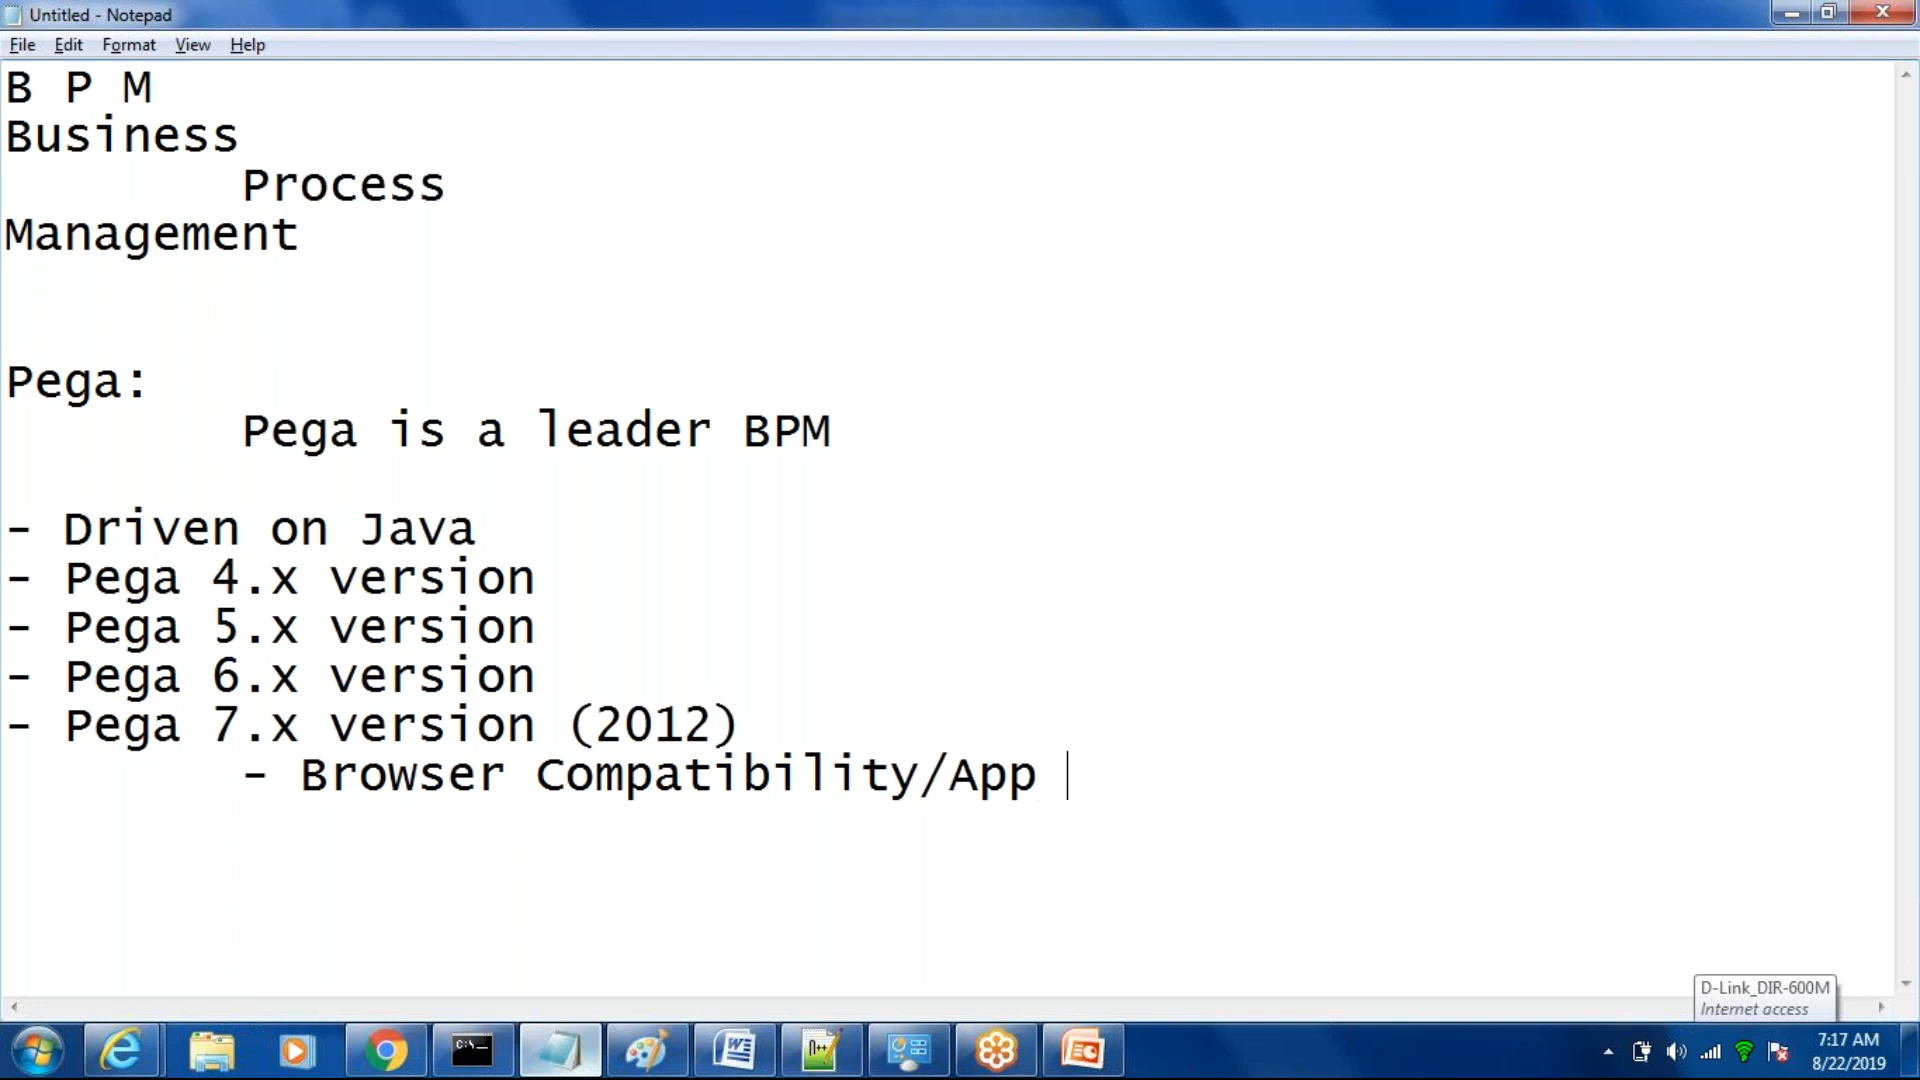 Untitled - Notepad
File Edit Format View Help
B P M
Business
Process
Management
Pega:
Pega is a leader BPM
- Driven on Java
- Pega 4.x version
- Pega 5.x version
- Pega 6.x version
- Pega 7.x version (2012)
- Browser Compatibility/App
D-Link_DIR-600M
Internet access
7:17 AM
8/22/2019